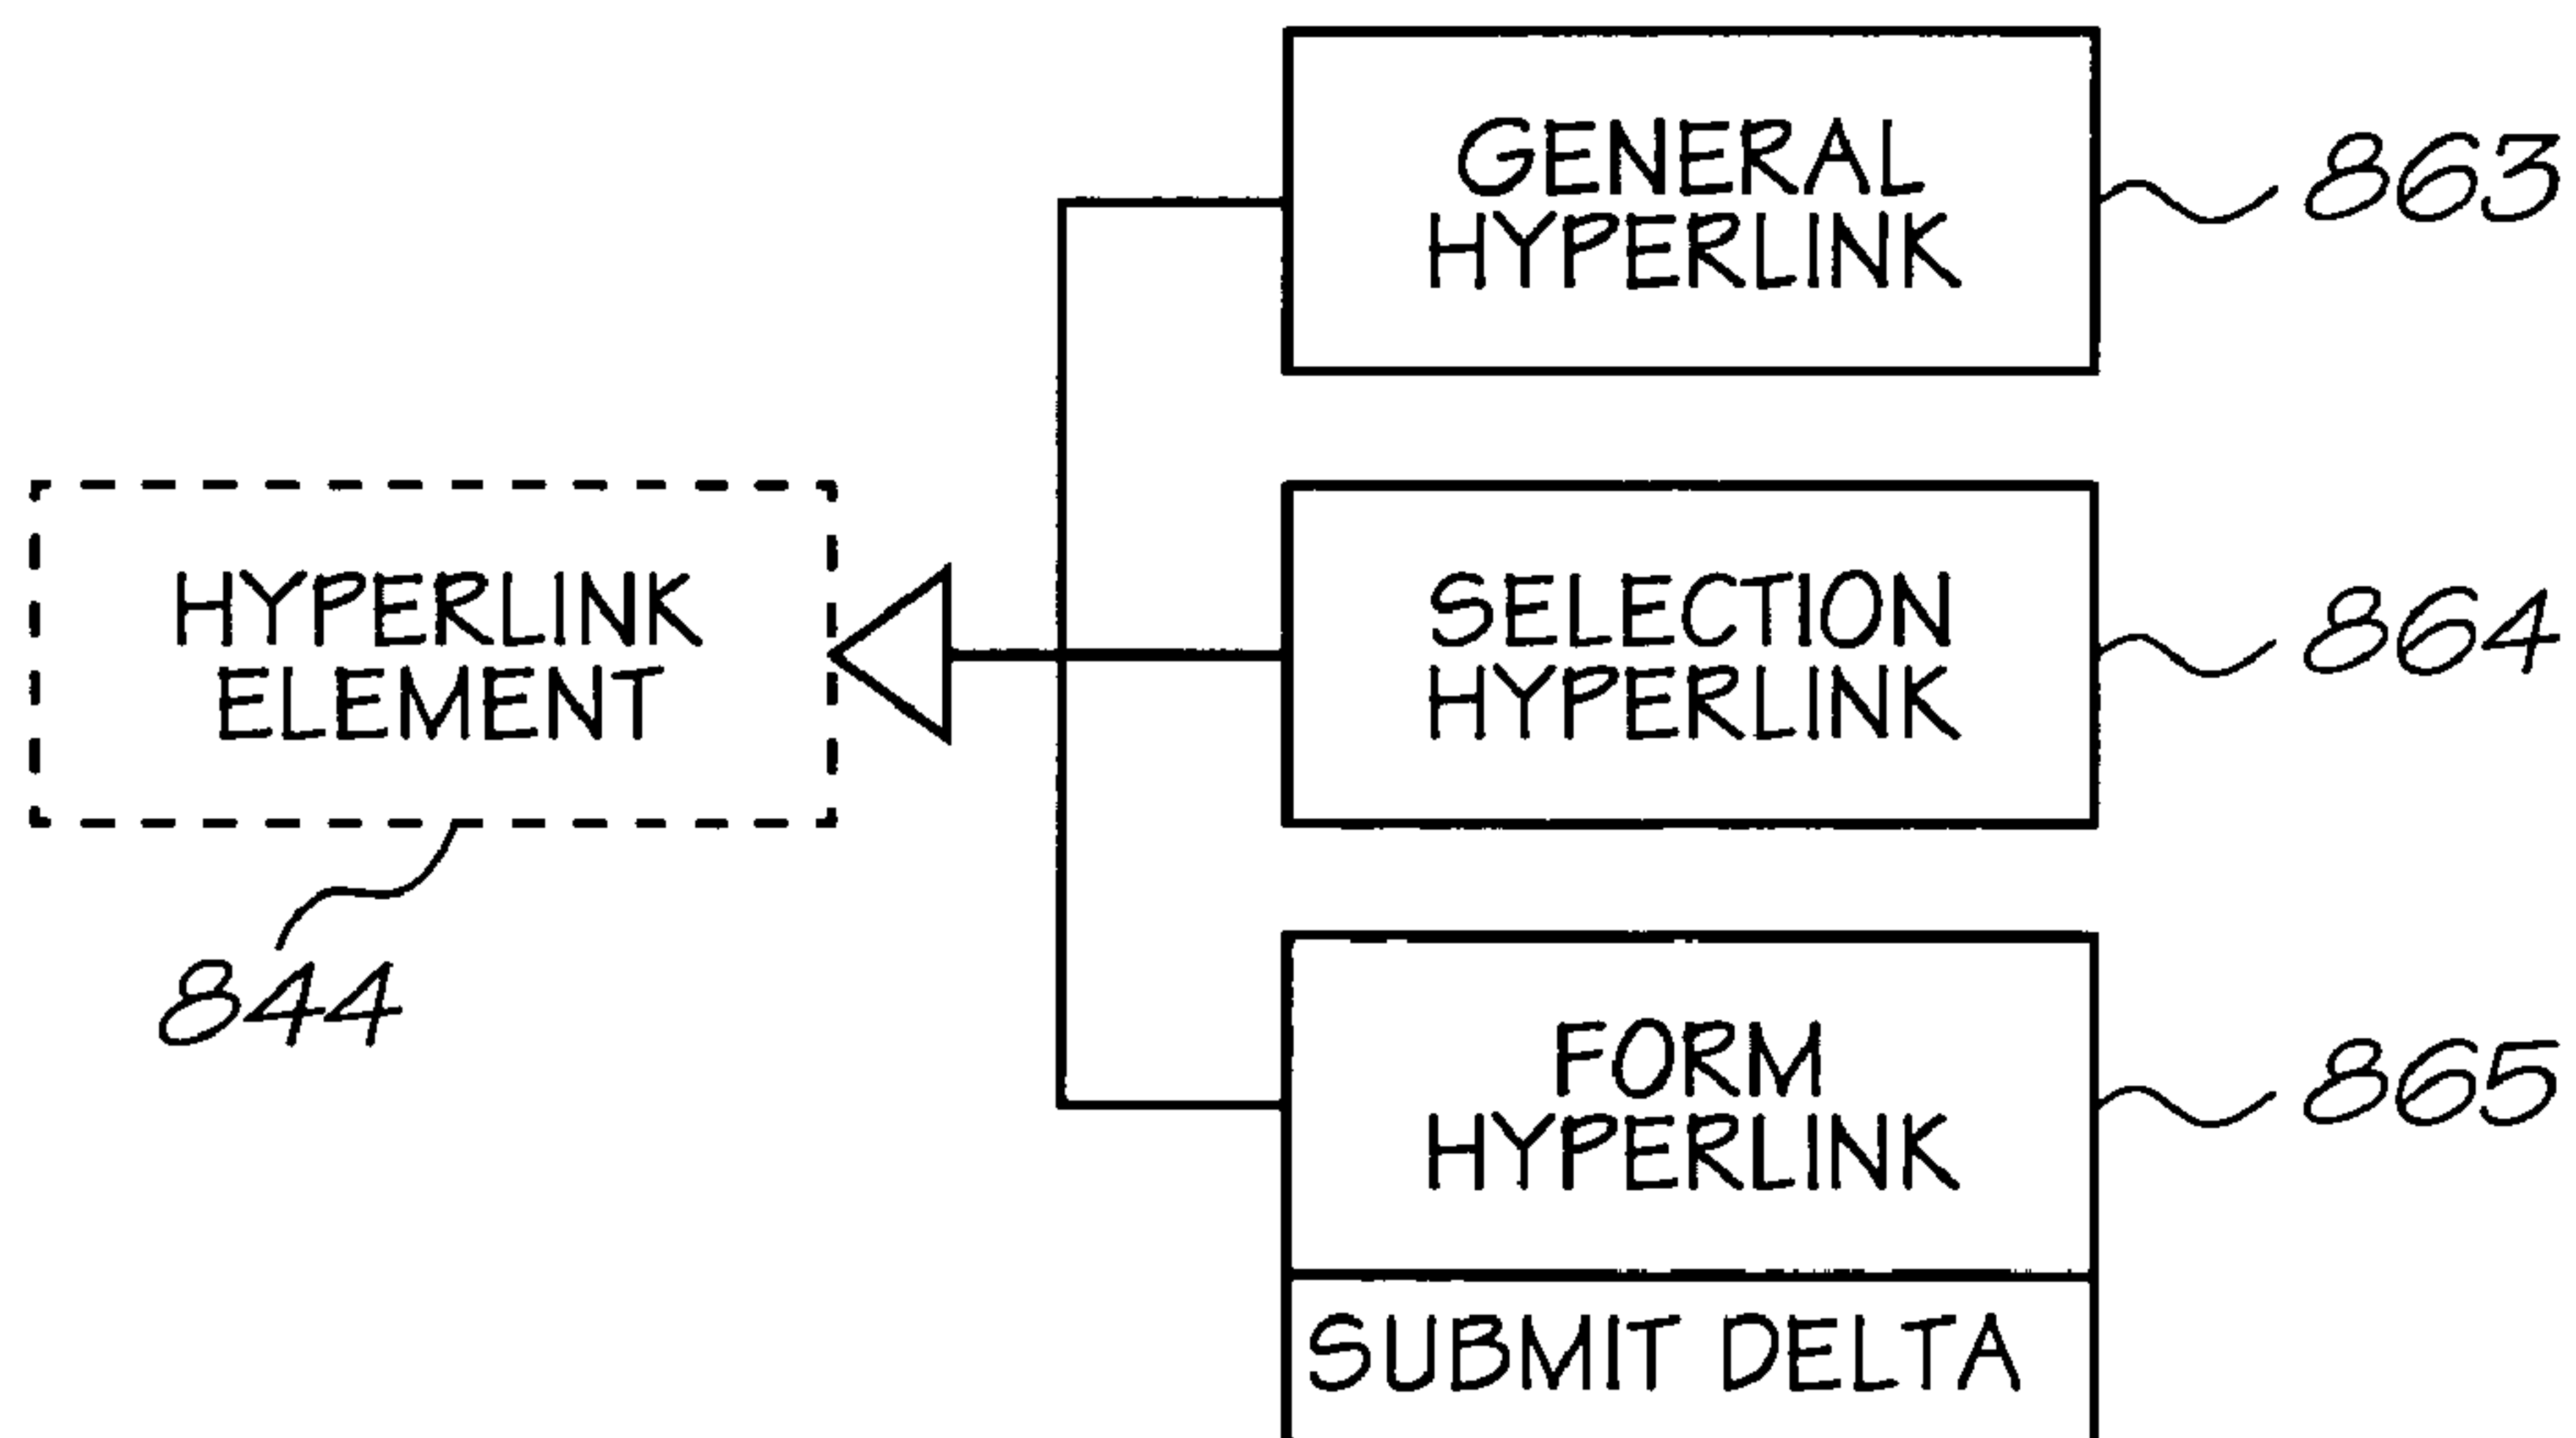 GENERAL
HYPERLINK
863
HYPERLINK
ELEMENT
844
SELECTION
HYPERLINK
864
FORM
HYPERLINK
865
SUBMIT DELTA